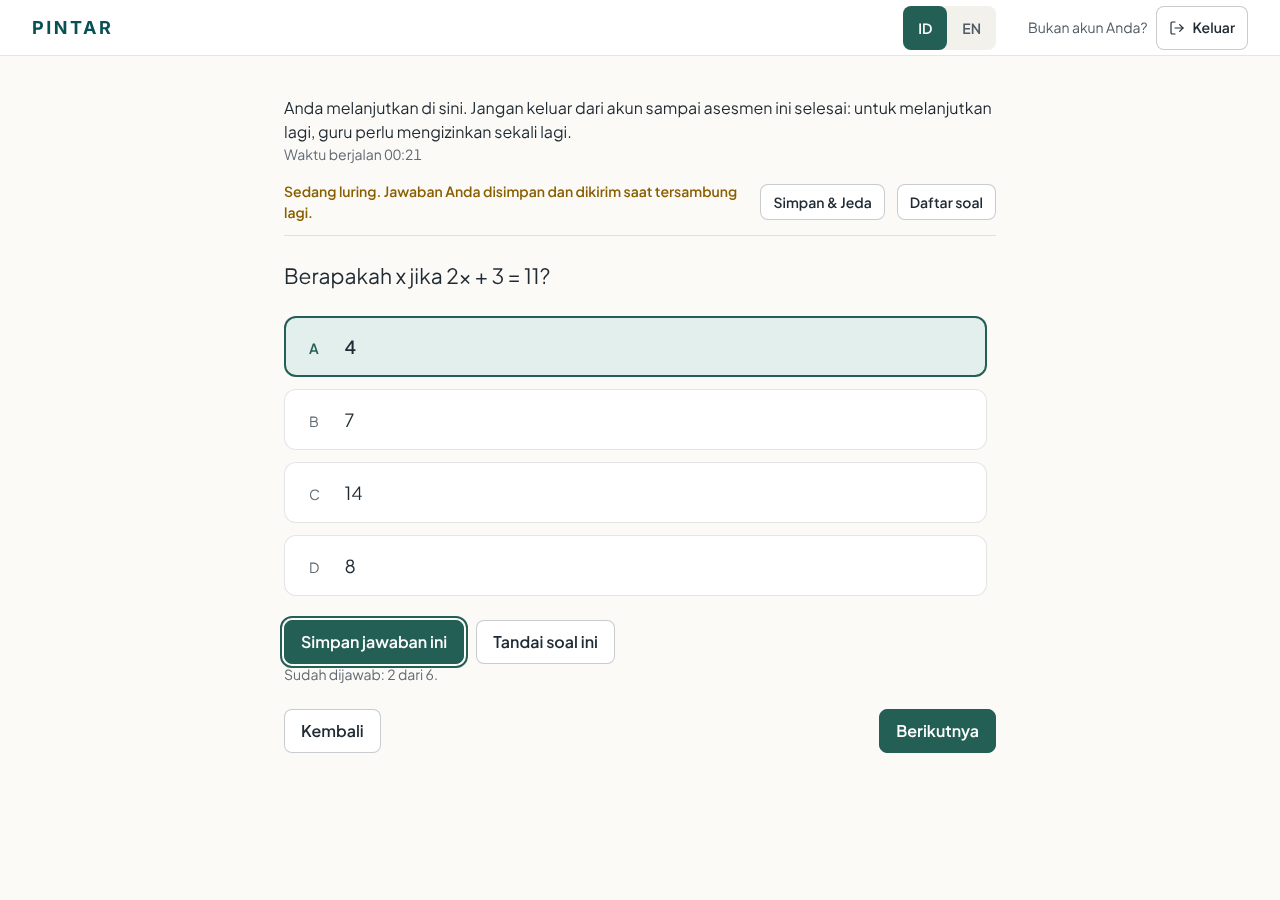 PINTAR
ID
EN
Bukan akun Anda?
Keluar
Anda melanjutkan di sini. Jangan keluar dari akun sampai asesmen ini selesai: untuk melanjutkan
lagi, guru perlu mengizinkan sekali lagi.
Waktu berjalan 00:21
Sedang luring. Jawaban Anda disimpan dan dikirim saat tersambung
lagi.
Simpan & Jeda
Daftar soal
Berapakah x jika 2x + 3 = 11?
A 4
B 7
C 14
D 8
Simpan jawaban ini
Tandai soal ini
Sudah dijawab: 2 dari 6.
Kembali
Berikutnya